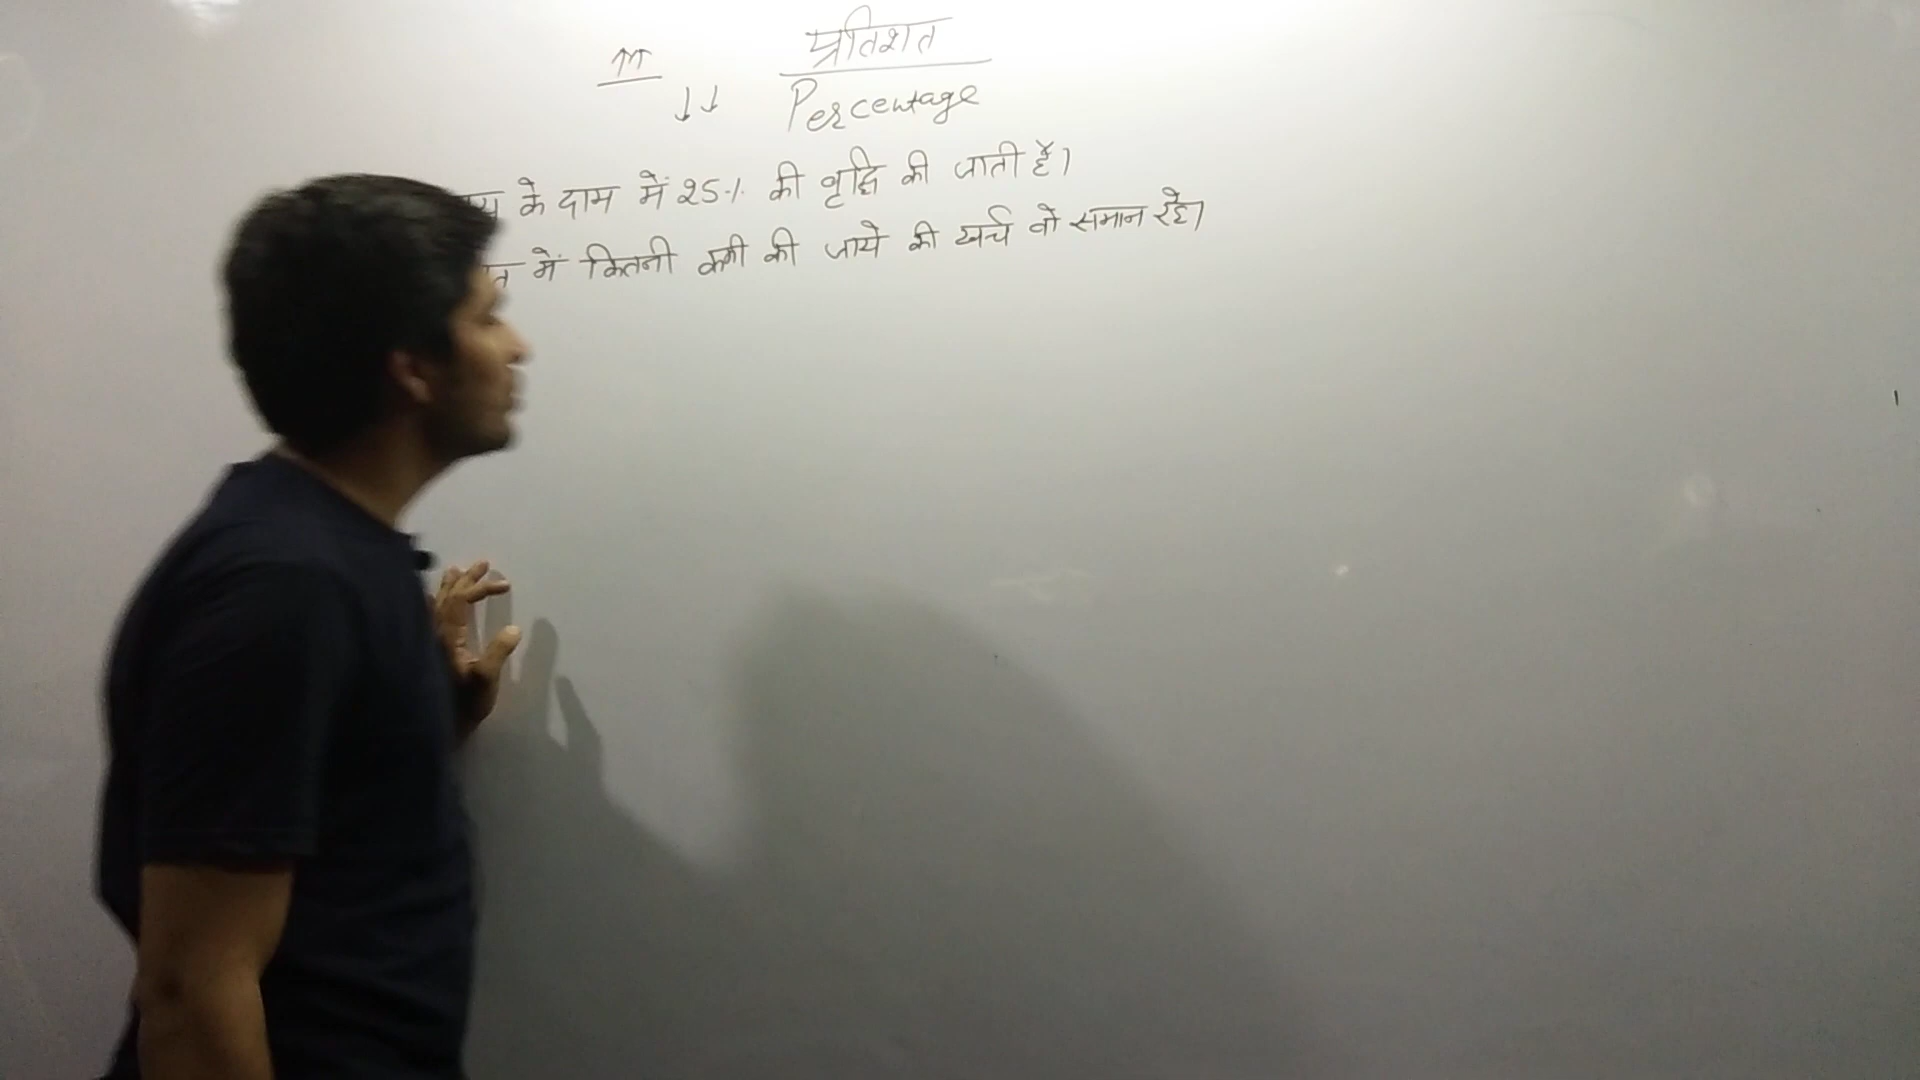 प्रतिशत
Percentage
के दाम में 25% की वृद्धि की जाती है।
में कितनी कमी की जाये की खर्च वो समान रहे।